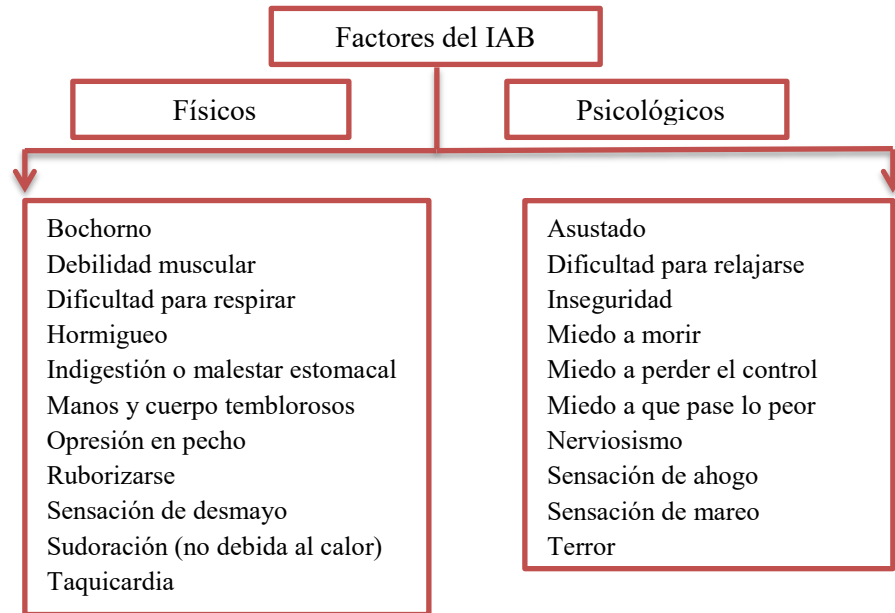 Factores del IAB
Físicos
Psicológicos
Bochorno
Debilidad muscular
Dificultad para respirar
Hormigueo
Indigestión o malestar estomacal
Manos y cuerpo temblorosos
Opresión en pecho
Ruborizarse
Sensación de desmayo
Sudoración (no debida al calor)
Taquicardia
Asustado
Dificultad para relajarse
Inseguridad
Miedo a morir
Miedo a perder el control
Miedo a que pase lo peor
Nerviosismo
Sensación de ahogo
Sensación de mareo
Terror